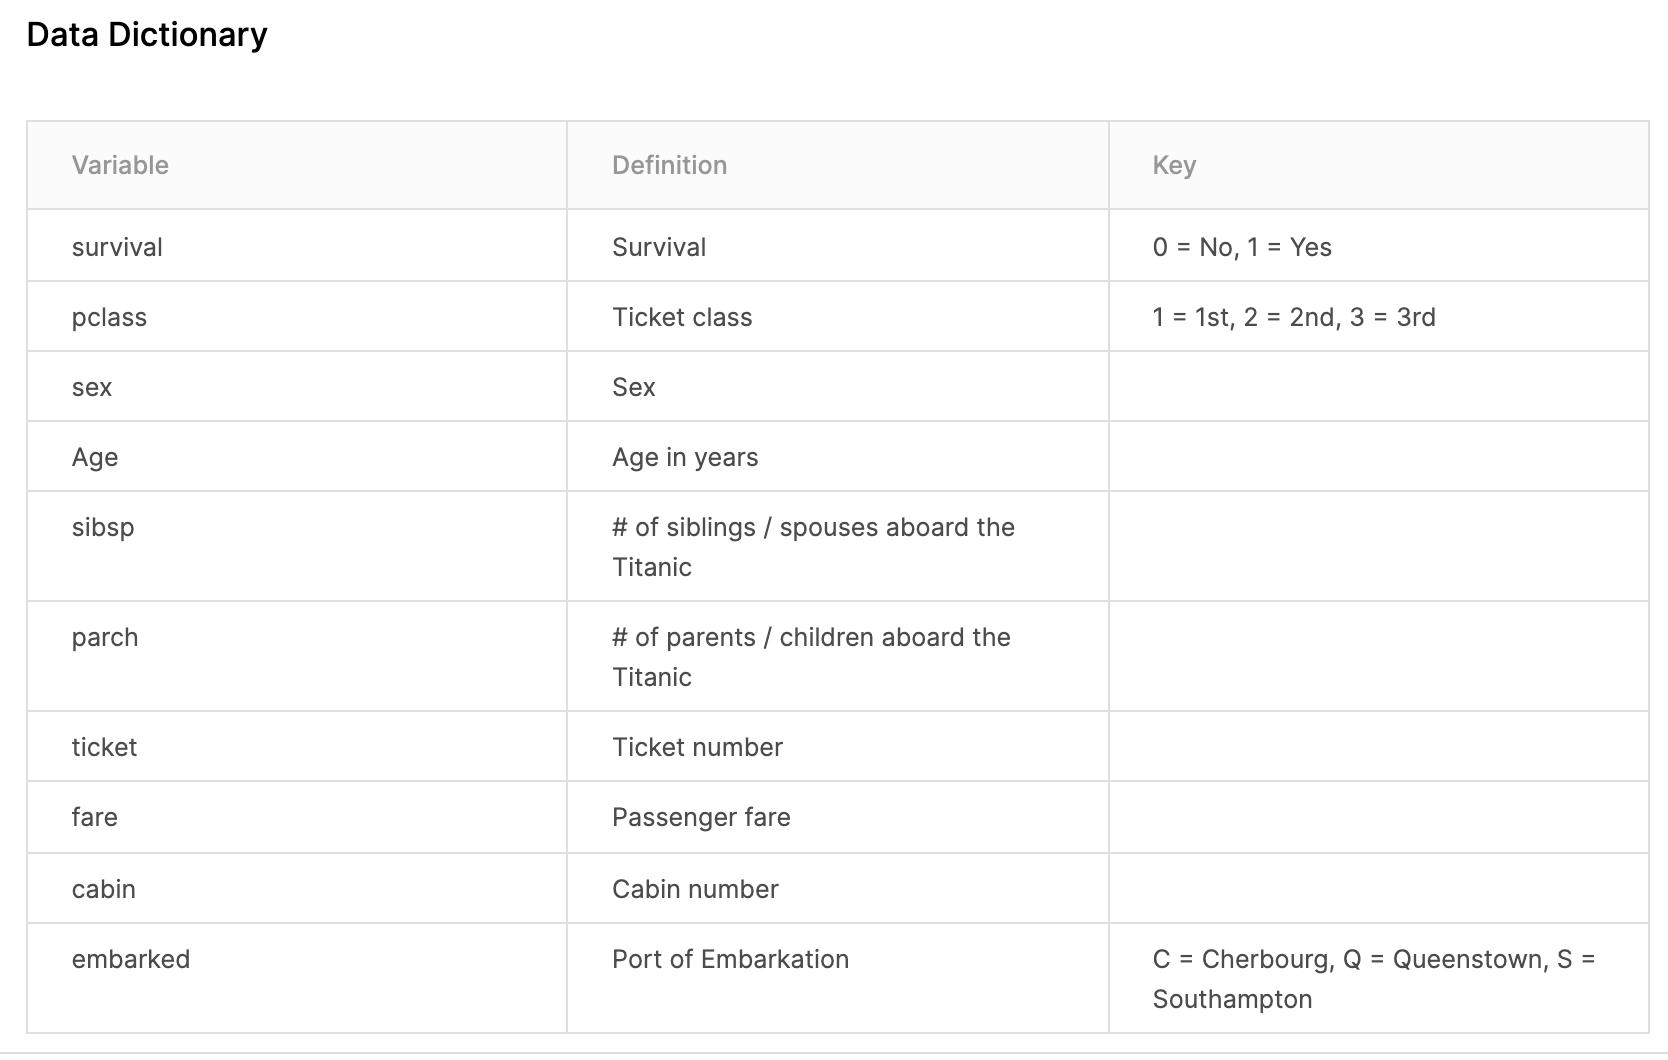 Data Dictionary
Variable Definition Key
survival Survival 0 = No, 1 = Yes
pclass Ticket class 1 = 1st, 2 = 2nd, 3 = 3rd
sex Sex
Age Age in years
sibsp # of siblings / spouses aboard the
Titanic
parch # of parents / children aboard the
Titanic
ticket Ticket number
fare Passenger fare
cabin Cabin number
embarked Port of Embarkation C = Cherbourg, Q = Queenstown, S =
Southampton